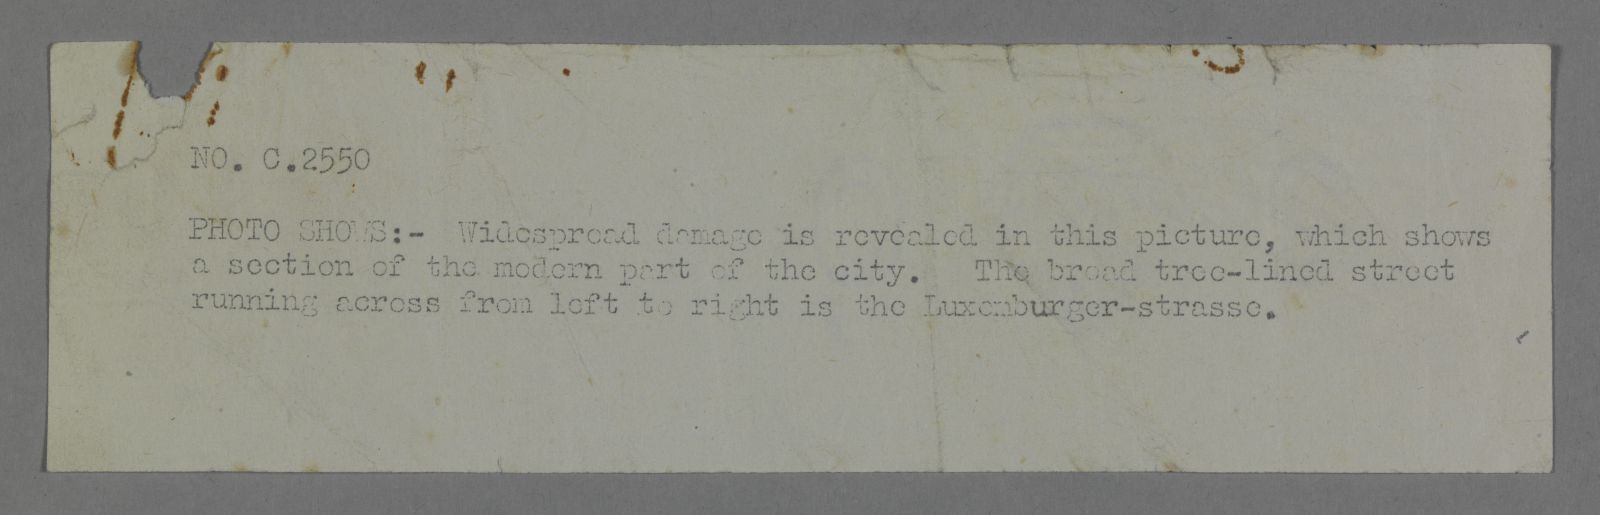 NO. C.2550
PHOTO SHOWS:- Widespread damage is revealed in this picture, which shows
a section of the modern part of the city. The broad tree-lined street
running across from left to right is the Luxemburger-strasse.